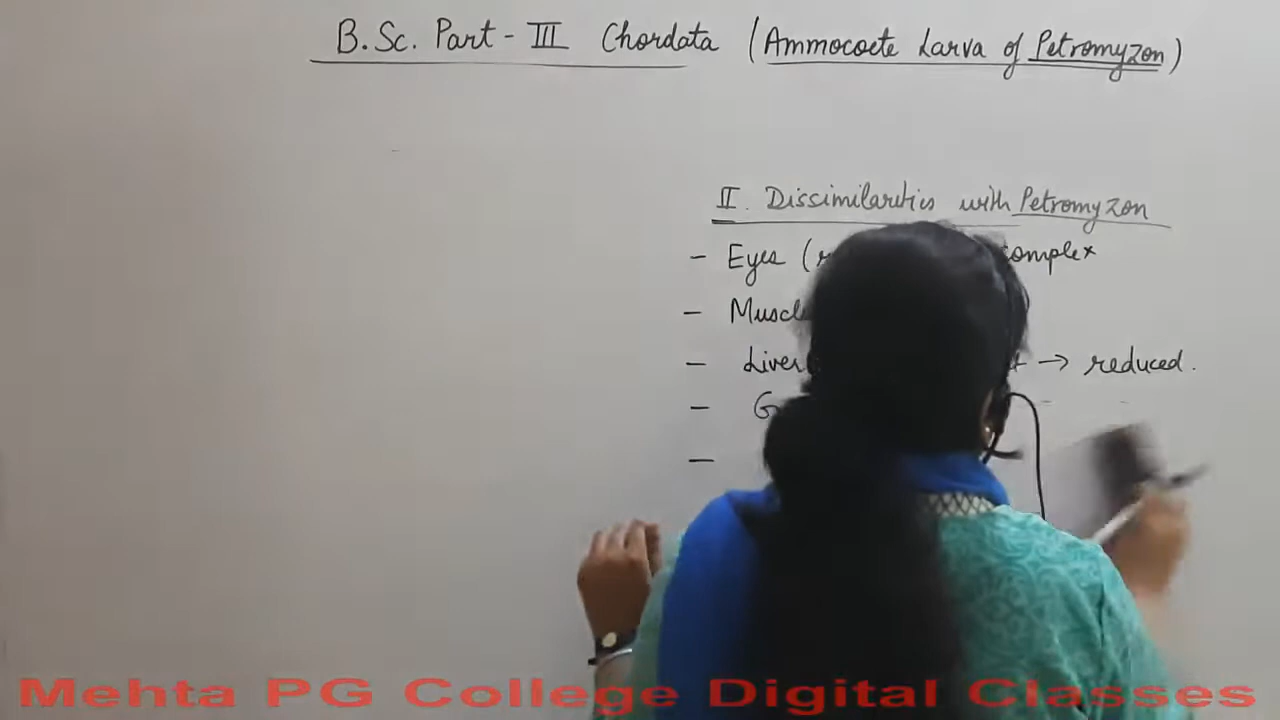 B.Sc. Part - III Chordata (Ammocoete Larva of Petromyzon)
II. Dissimilarities with Petromyzon
- Eyes ( complex
-
- Liver → reduced.
-
-
Mehta PG College Digital Classes